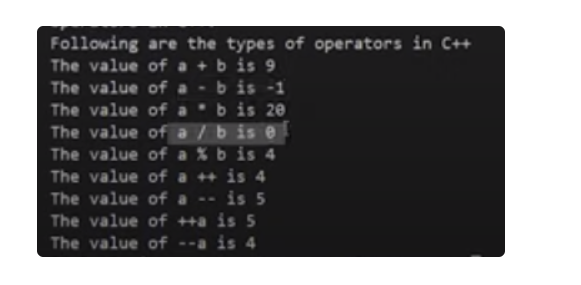 Following are the types of operators in C++
The value of a + b is 9
The value of a - b is -1
The value of a * b is 20
The value of a / b is 0
The value of a % b is 4
The value of a ++ is 4
The value of a -- is 5
The value of ++a is 5
The value of --a is 4